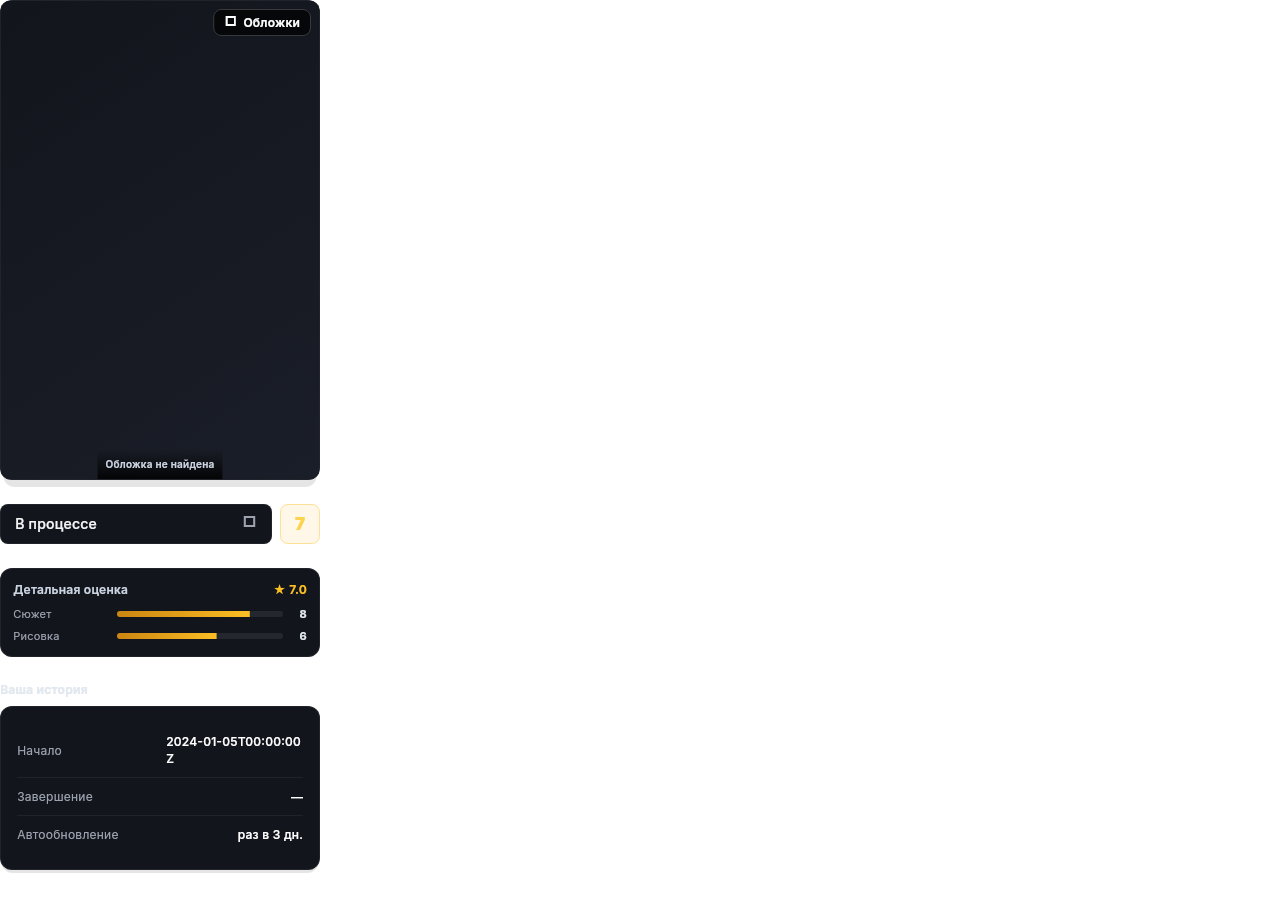 Обложки
Обложка не найдена
В процессе
7
Детальная оценка
★ 7.0
Сюжет
8
Рисовка
6
Ваша история
Начало
2024-01-05T00:00:00
Z
Завершение
—
Автообновление
раз в 3 дн.